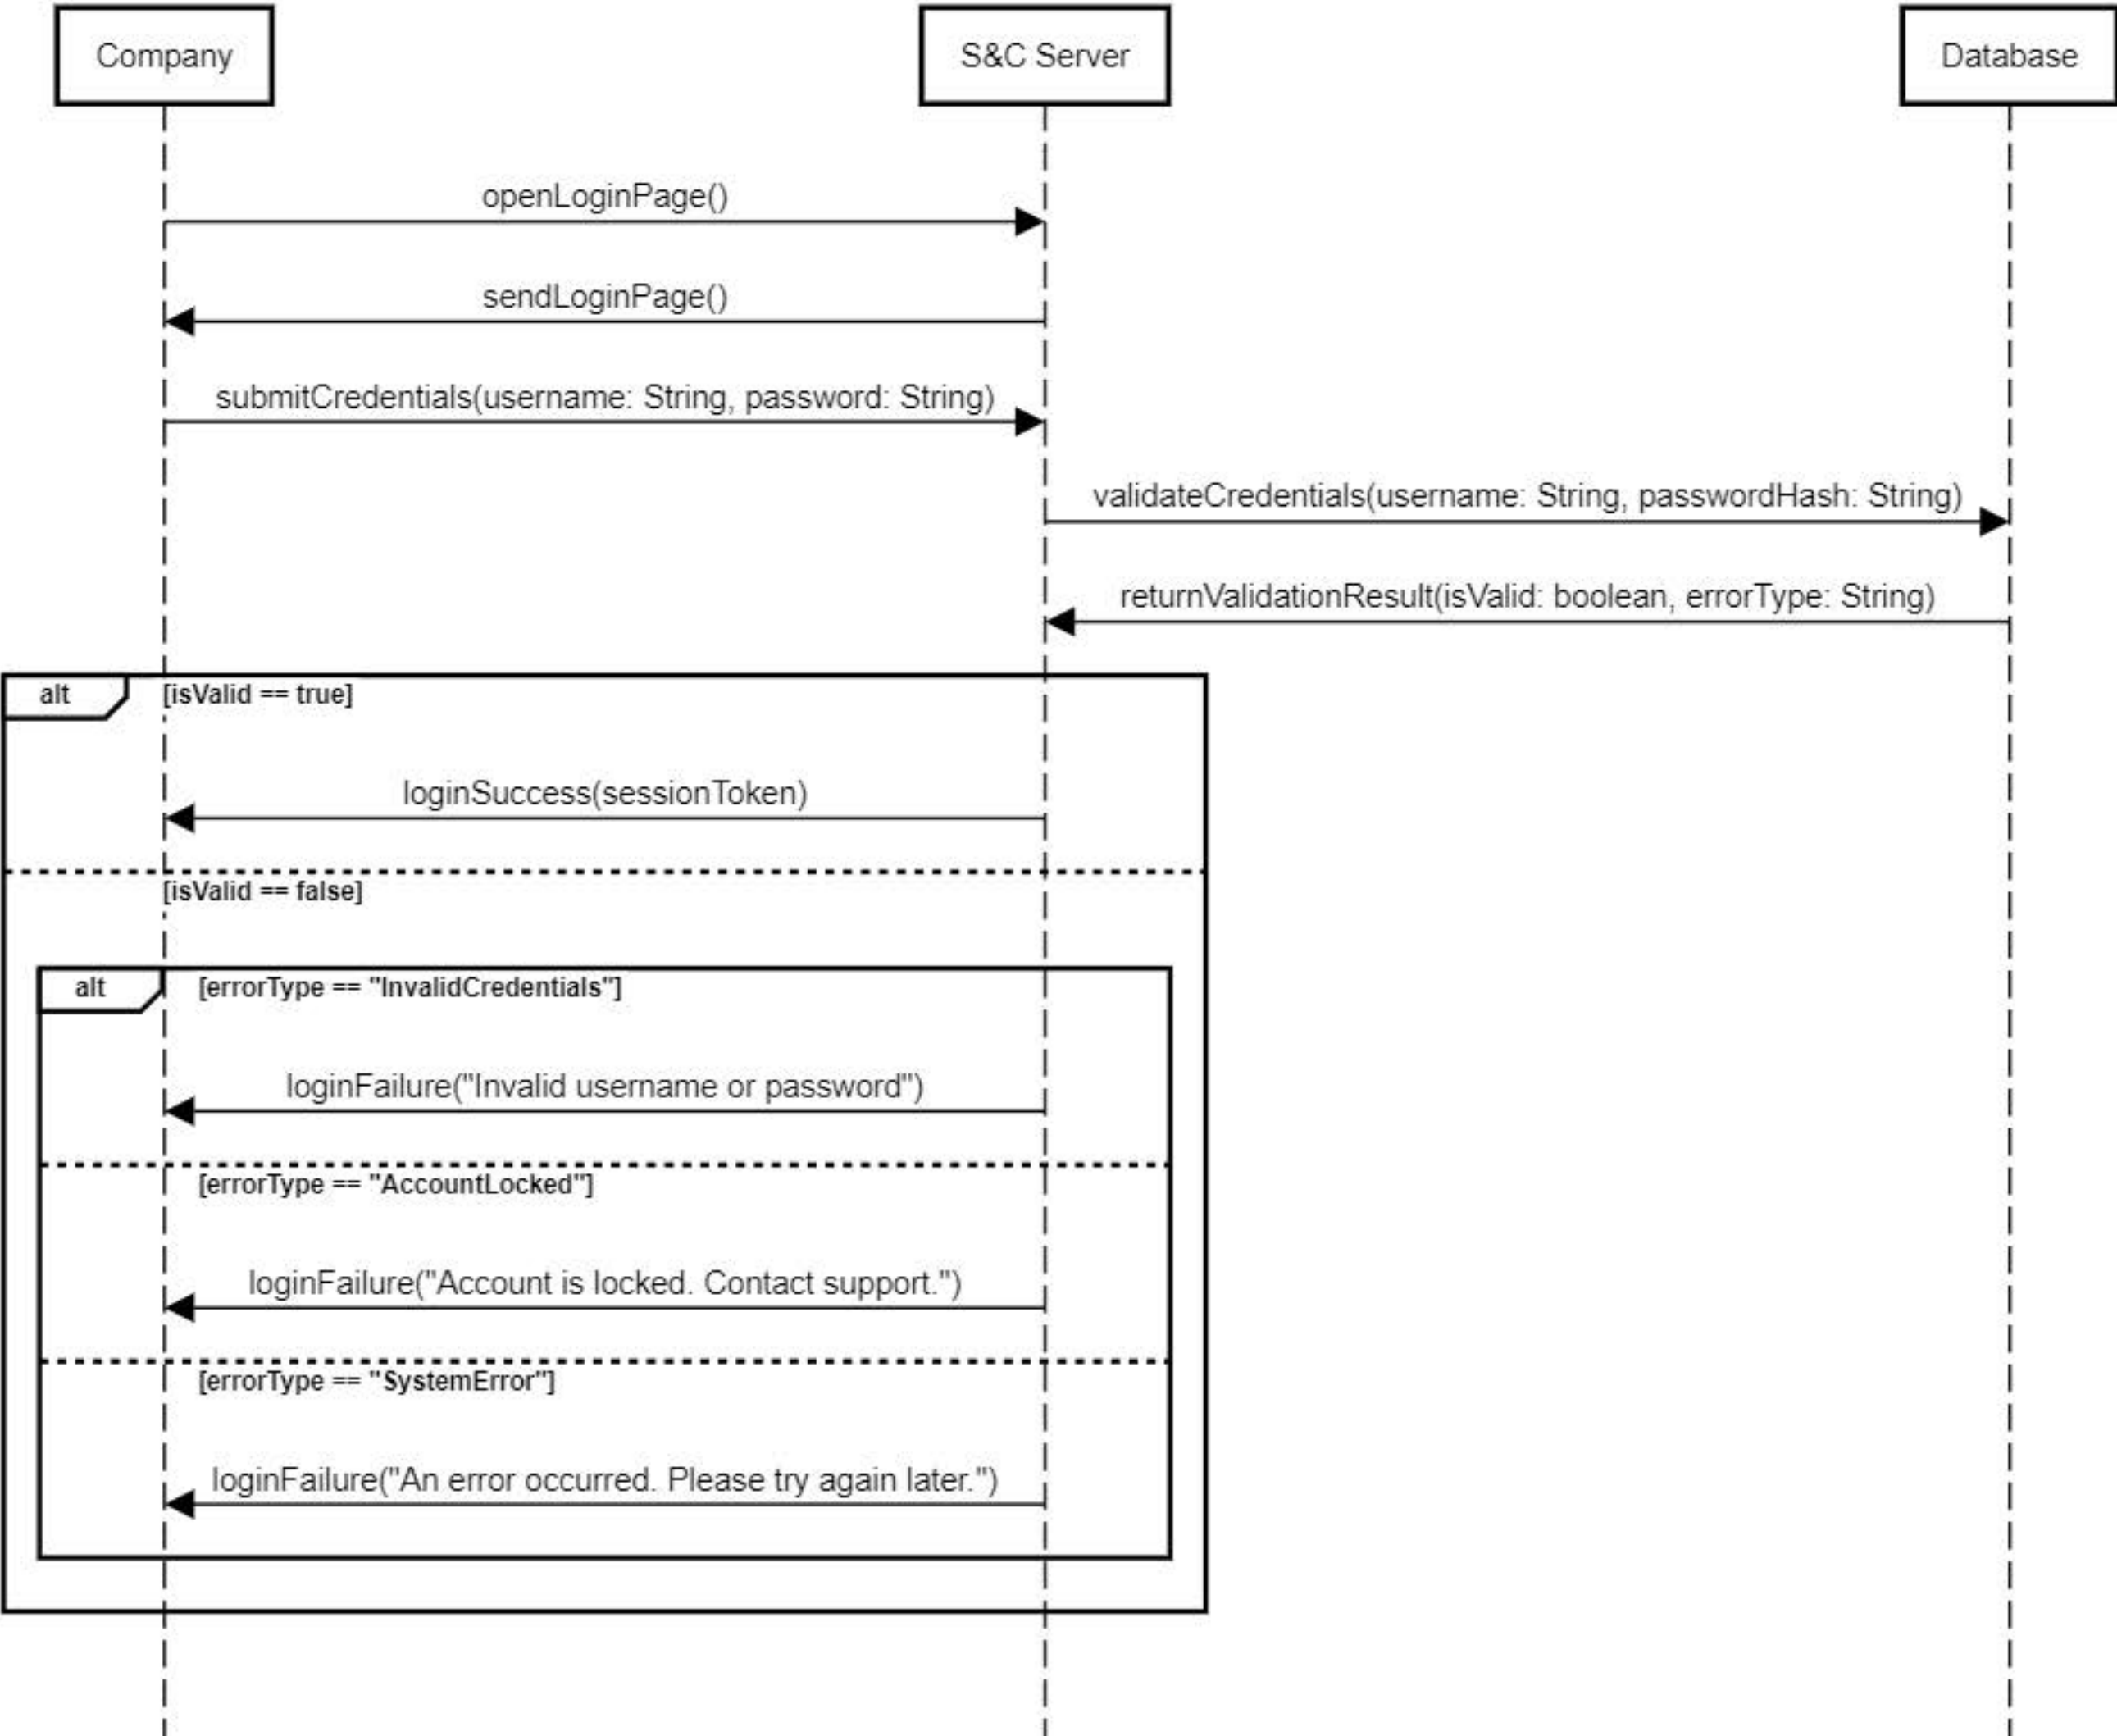 Company
S&C Server
Database
openLoginPage()
sendLoginPage()
submitCredentials(username: String, password: String)
validateCredentials(username: String, passwordHash: String)
returnValidationResult(isValid: boolean, errorType: String)
alt
[isValid == true]
loginSuccess(sessionToken)
[isValid == false]
alt
[errorType == "InvalidCredentials"]
loginFailure("Invalid username or password")
[errorType == "AccountLocked"]
loginFailure("Account is locked. Contact support.")
[errorType == "SystemError"]
loginFailure("An error occurred. Please try again later.")